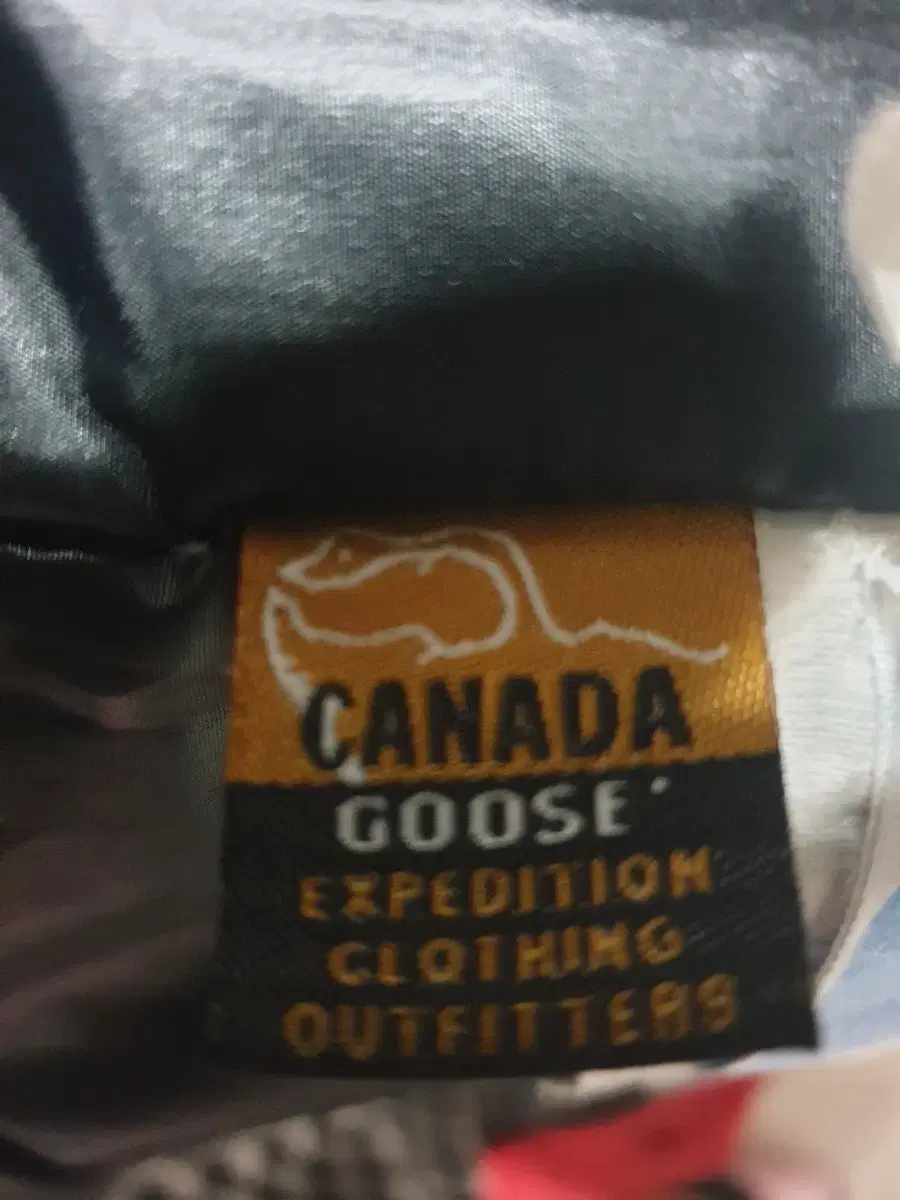 CANADA
GOOSE
EXPEDITION
CLOTHING
OUTFITTERS